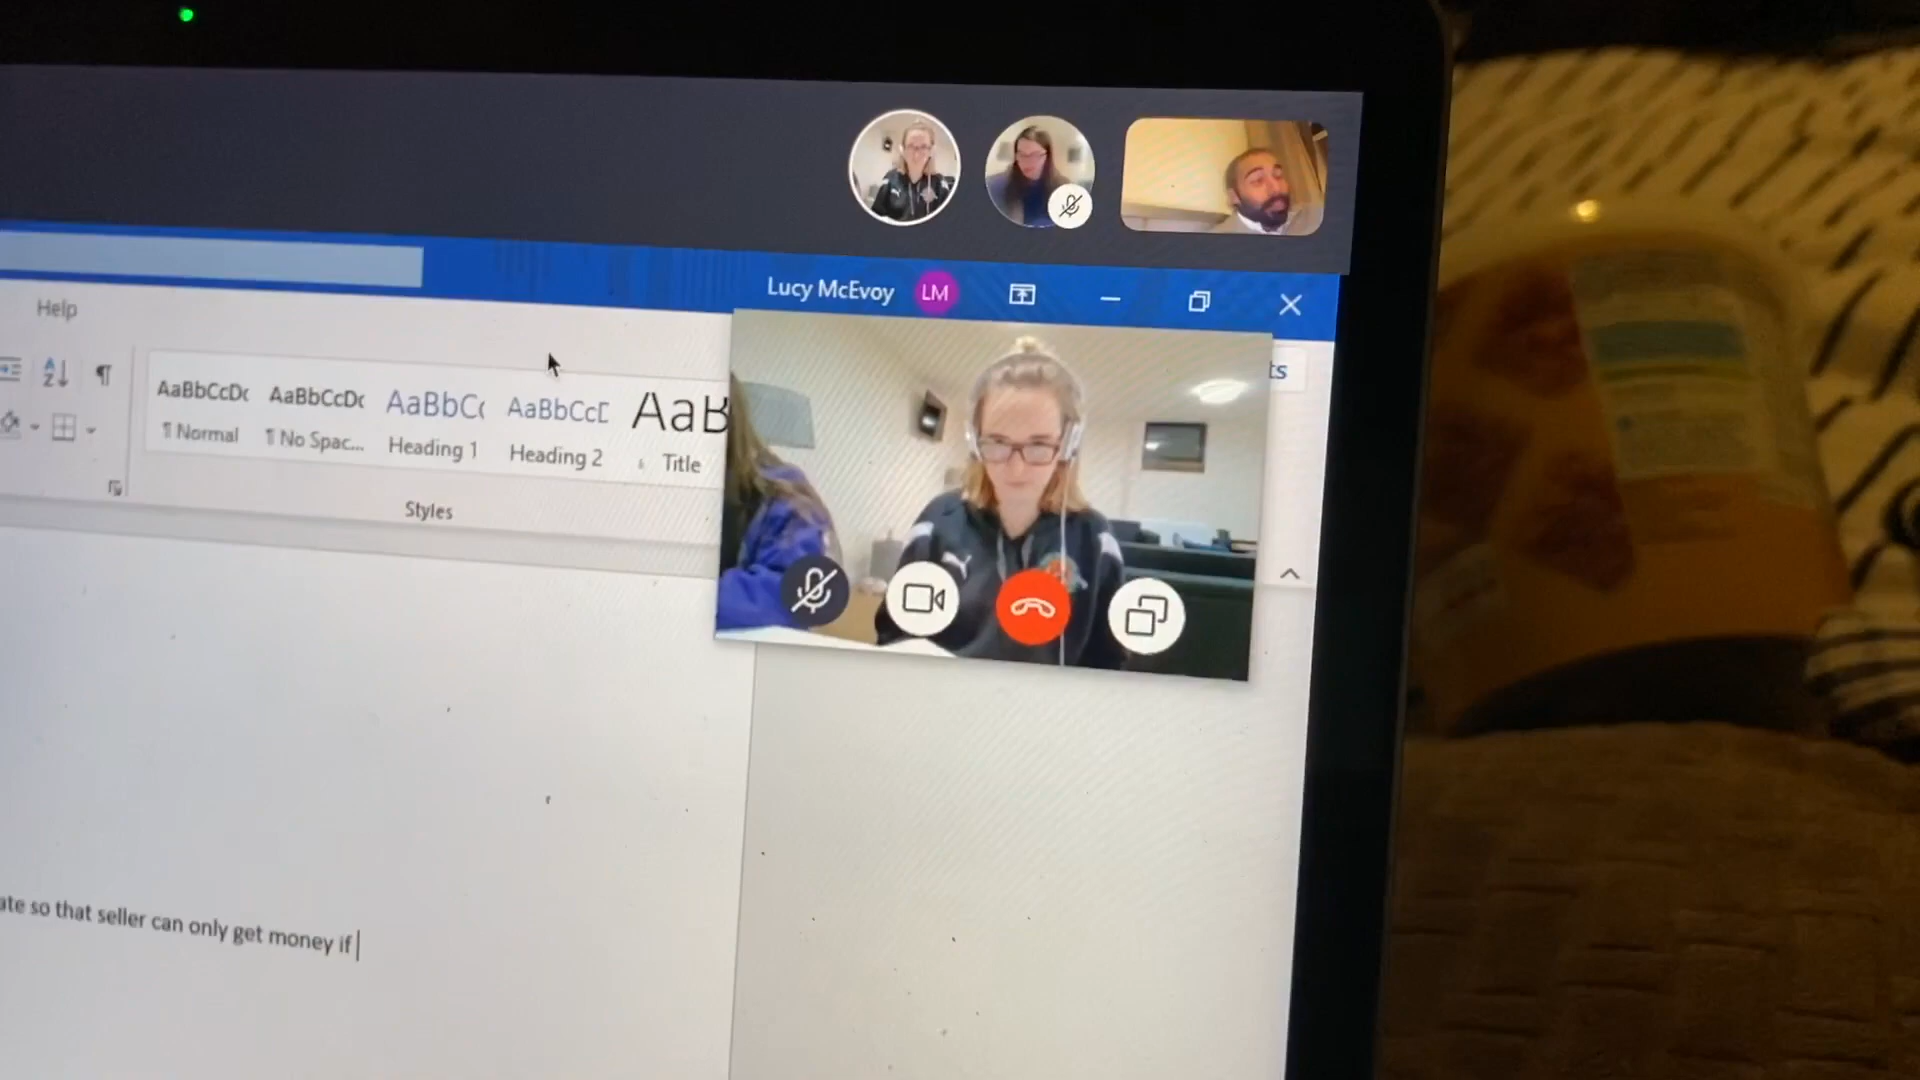 Lucy McEvoy LM
Help
ts
AaBbCcDc AaBbCcDc AaBbC( AaBbCcD AaB
¶ Normal ¶ No Spac... Heading 1 Heading 2 Title
Styles
ate so that seller can only get money if